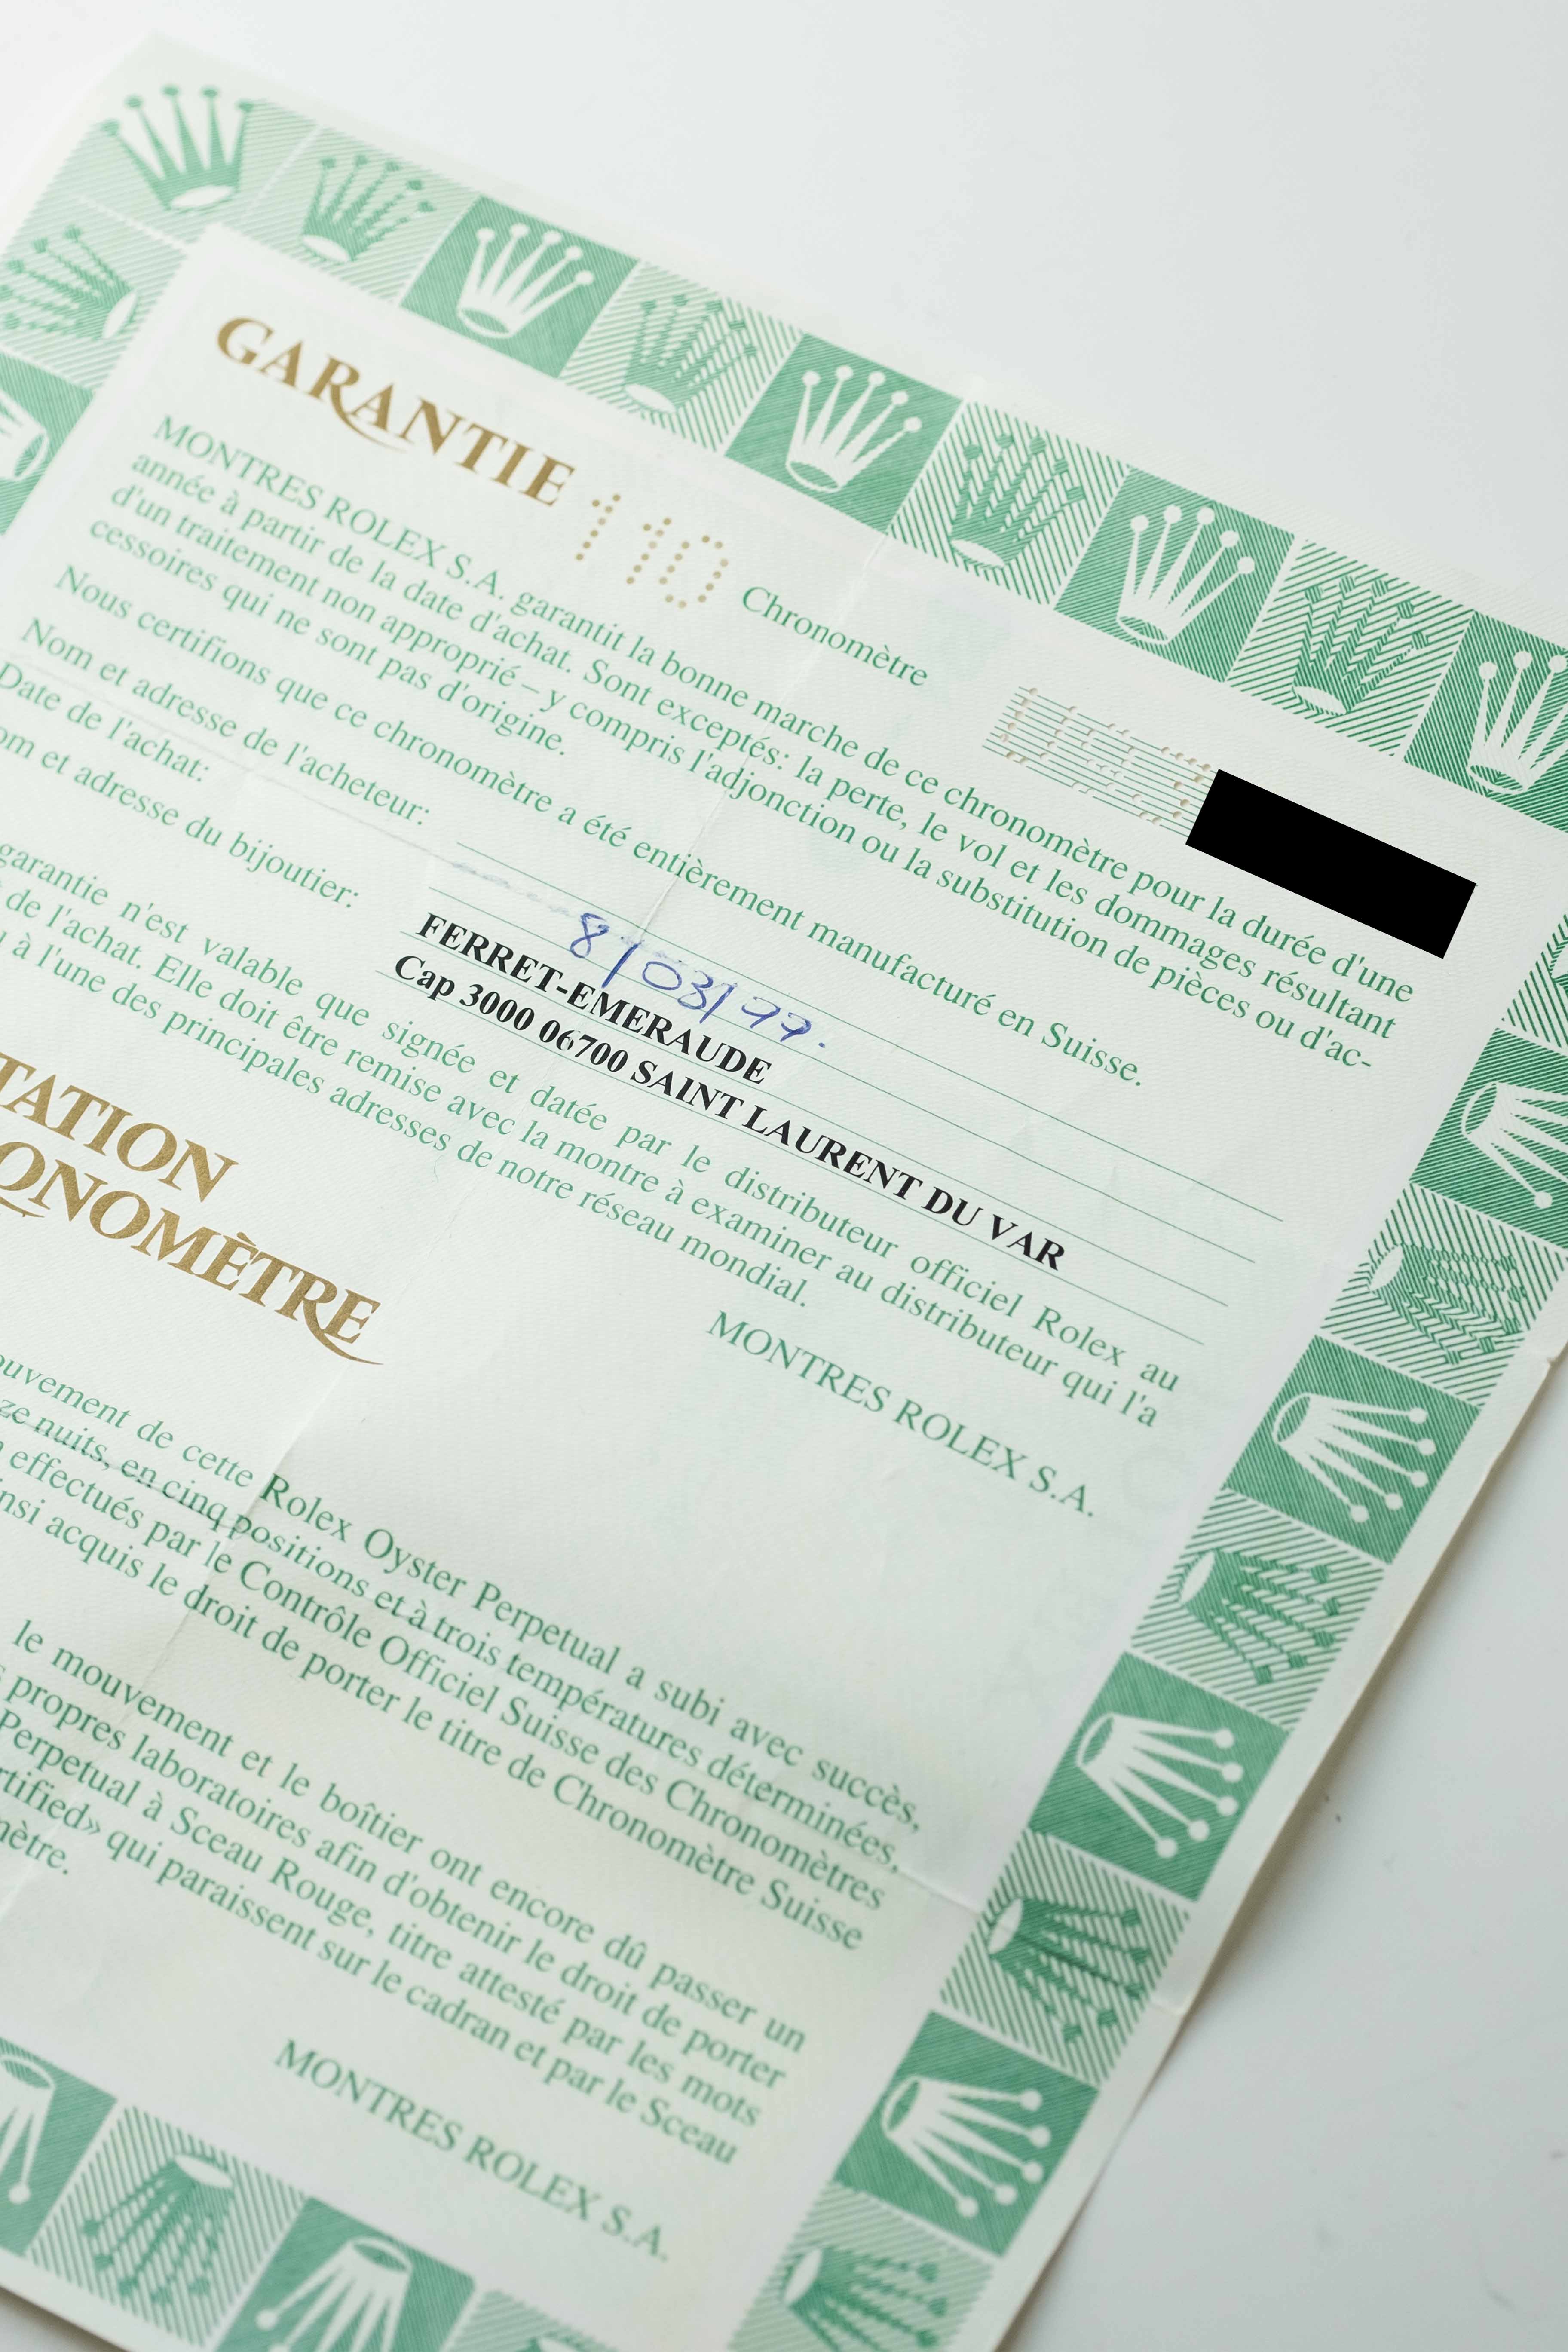 GARANTIE 110 Chronomètre
MONTRES ROLEX S.A. garantit la bonne marche de ce chronomètre pour la durée d'une
année à partir de la date d'achat. Sont exceptés: la perte, le vol et les dommages résultant
d'un traitement non approprié – y compris l'adjonction ou la substitution de pièces ou d'ac-
cessoires qui ne sont pas d'origine.
Nous certifions que ce chronomètre a été entièrement manufacturé en Suisse.
Nom et adresse de l'acheteur:
Date de l'achat: 8/03/99.
om et adresse du bijoutier: FERRET-EMERAUDE
Cap 3000 06700 SAINT LAURENT DU VAR
garantie n'est valable que signée et datée par le distributeur officiel Rolex au
de l'achat. Elle doit être remise avec la montre à examiner au distributeur qui l'a
à l'une des principales adresses de notre réseau mondial.
MONTRES ROLEX S.A.
TATION
ONOMÈTRE
ouvement de cette Rolex Oyster Perpetual a subi avec succès,
ze nuits, en cinq positions et à trois températures déterminées,
effectués par le Contrôle Officiel Suisse des Chronomètres
insi acquis le droit de porter le titre de Chronomètre Suisse
le mouvement et le boîtier ont encore dû passer un
propres laboratoires afin d'obtenir le droit de porter
Perpetual à Sceau Rouge, titre attesté par les mots
rtified» qui paraissent sur le cadran et par le Sceau
mètre.
MONTRES ROLEX S.A.